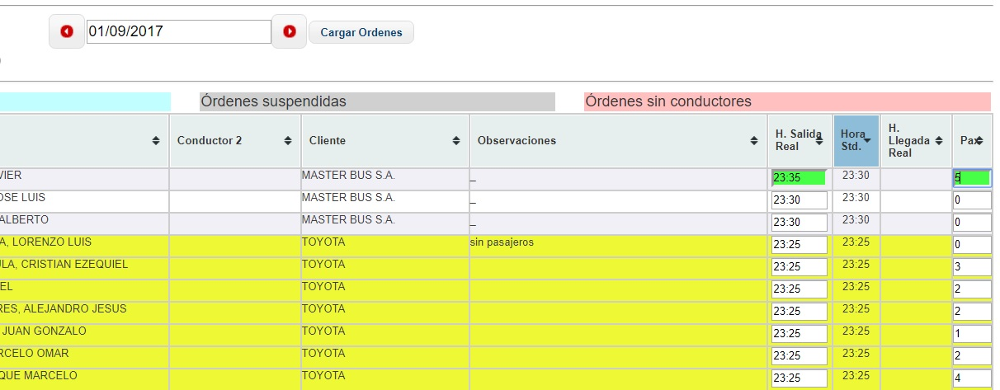 01/09/2017 Cargar Ordenes
Órdenes suspendidas Órdenes sin conductores
Conductor 2 Cliente Observaciones H. Salida Real Hora Std. H. Llegada Real Pax
VIER MASTER BUS S.A. _ 23:35 23:30 5
OSE LUIS MASTER BUS S.A. _ 23:30 23:30 0
ALBERTO MASTER BUS S.A. _ 23:30 23:30 0
A, LORENZO LUIS TOYOTA sin pasajeros 23:25 23:25 0
ULA, CRISTIAN EZEQUIEL TOYOTA 23:25 23:25 3
EL TOYOTA 23:25 23:25 2
RES, ALEJANDRO JESUS TOYOTA 23:25 23:25 2
JUAN GONZALO TOYOTA 23:25 23:25 1
RCELO OMAR TOYOTA 23:25 23:25 2
QUE MARCELO TOYOTA 23:25 23:25 4